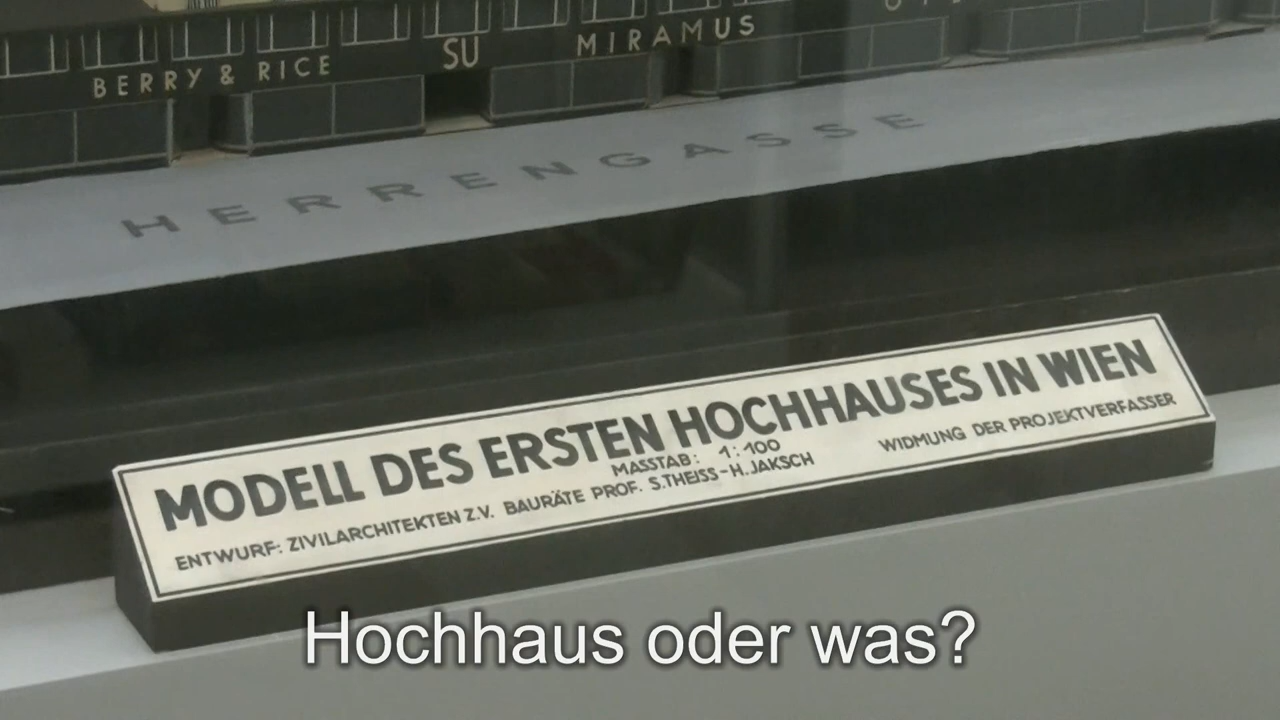 BERRY & RICE
SU
MIRAMUS
HERRENGASSE
MODELL DES ERSTEN HOCHHAUSES IN WIEN
MASSTAB: 1:100
ENTWURF: ZIVILARCHITEKTEN Z.V. BAURÄTE PROF. S.THEISS-H.JAKSCH
WIDMUNG DER PROJEKTVERFASSER
Hochhaus oder was?